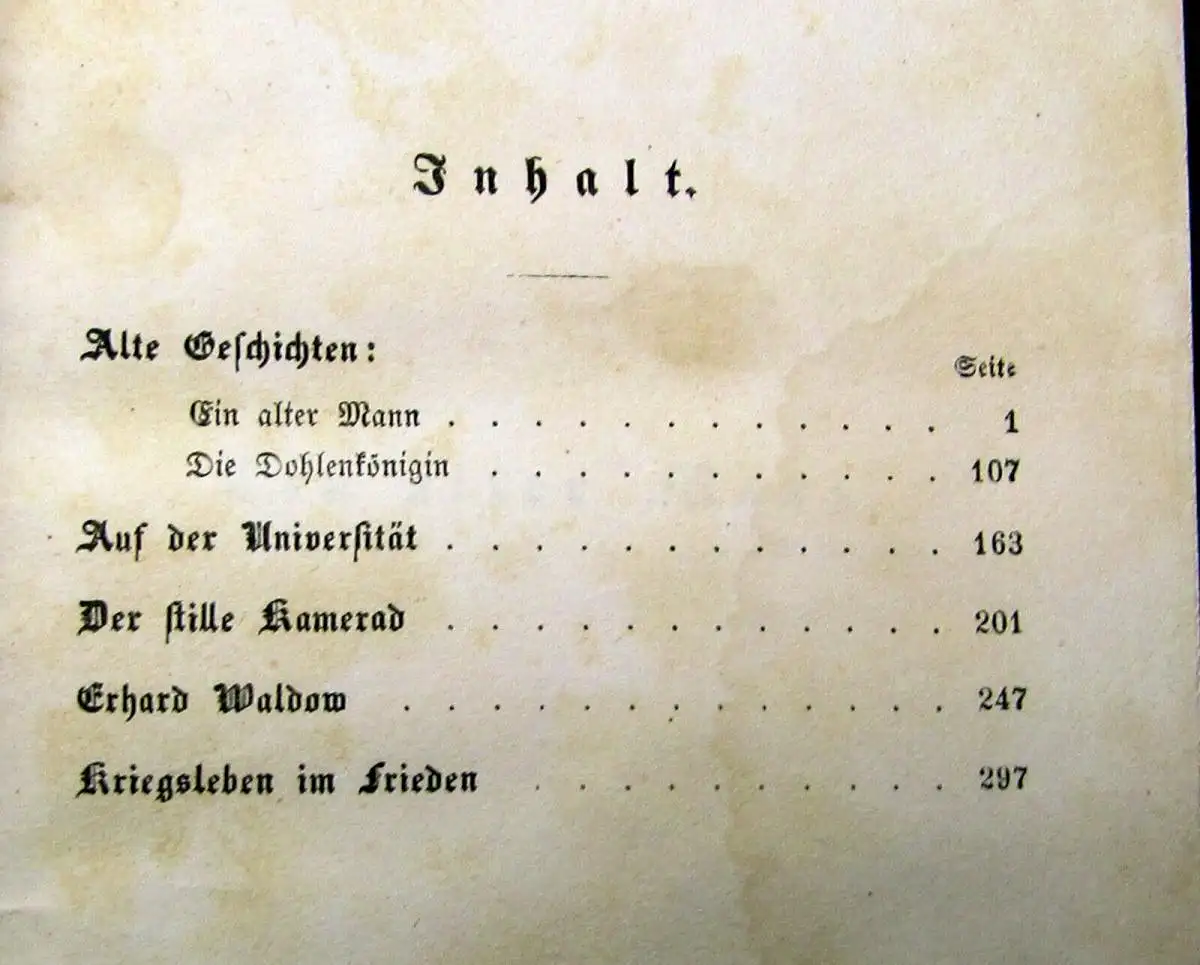 Inhalt.
Alte Geſchichten:
Seite
Ein alter Mann . . . . . . . . . . . . 1
Die Dohlenkönigin . . . . . . . . . . . 107
Auf der Univerſität . . . . . . . . . . . . 163
Der ſtille Kamerad . . . . . . . . . . . . 201
Erhard Waldow . . . . . . . . . . . . . 247
Kriegsleben im Frieden . . . . . . . . . . 297